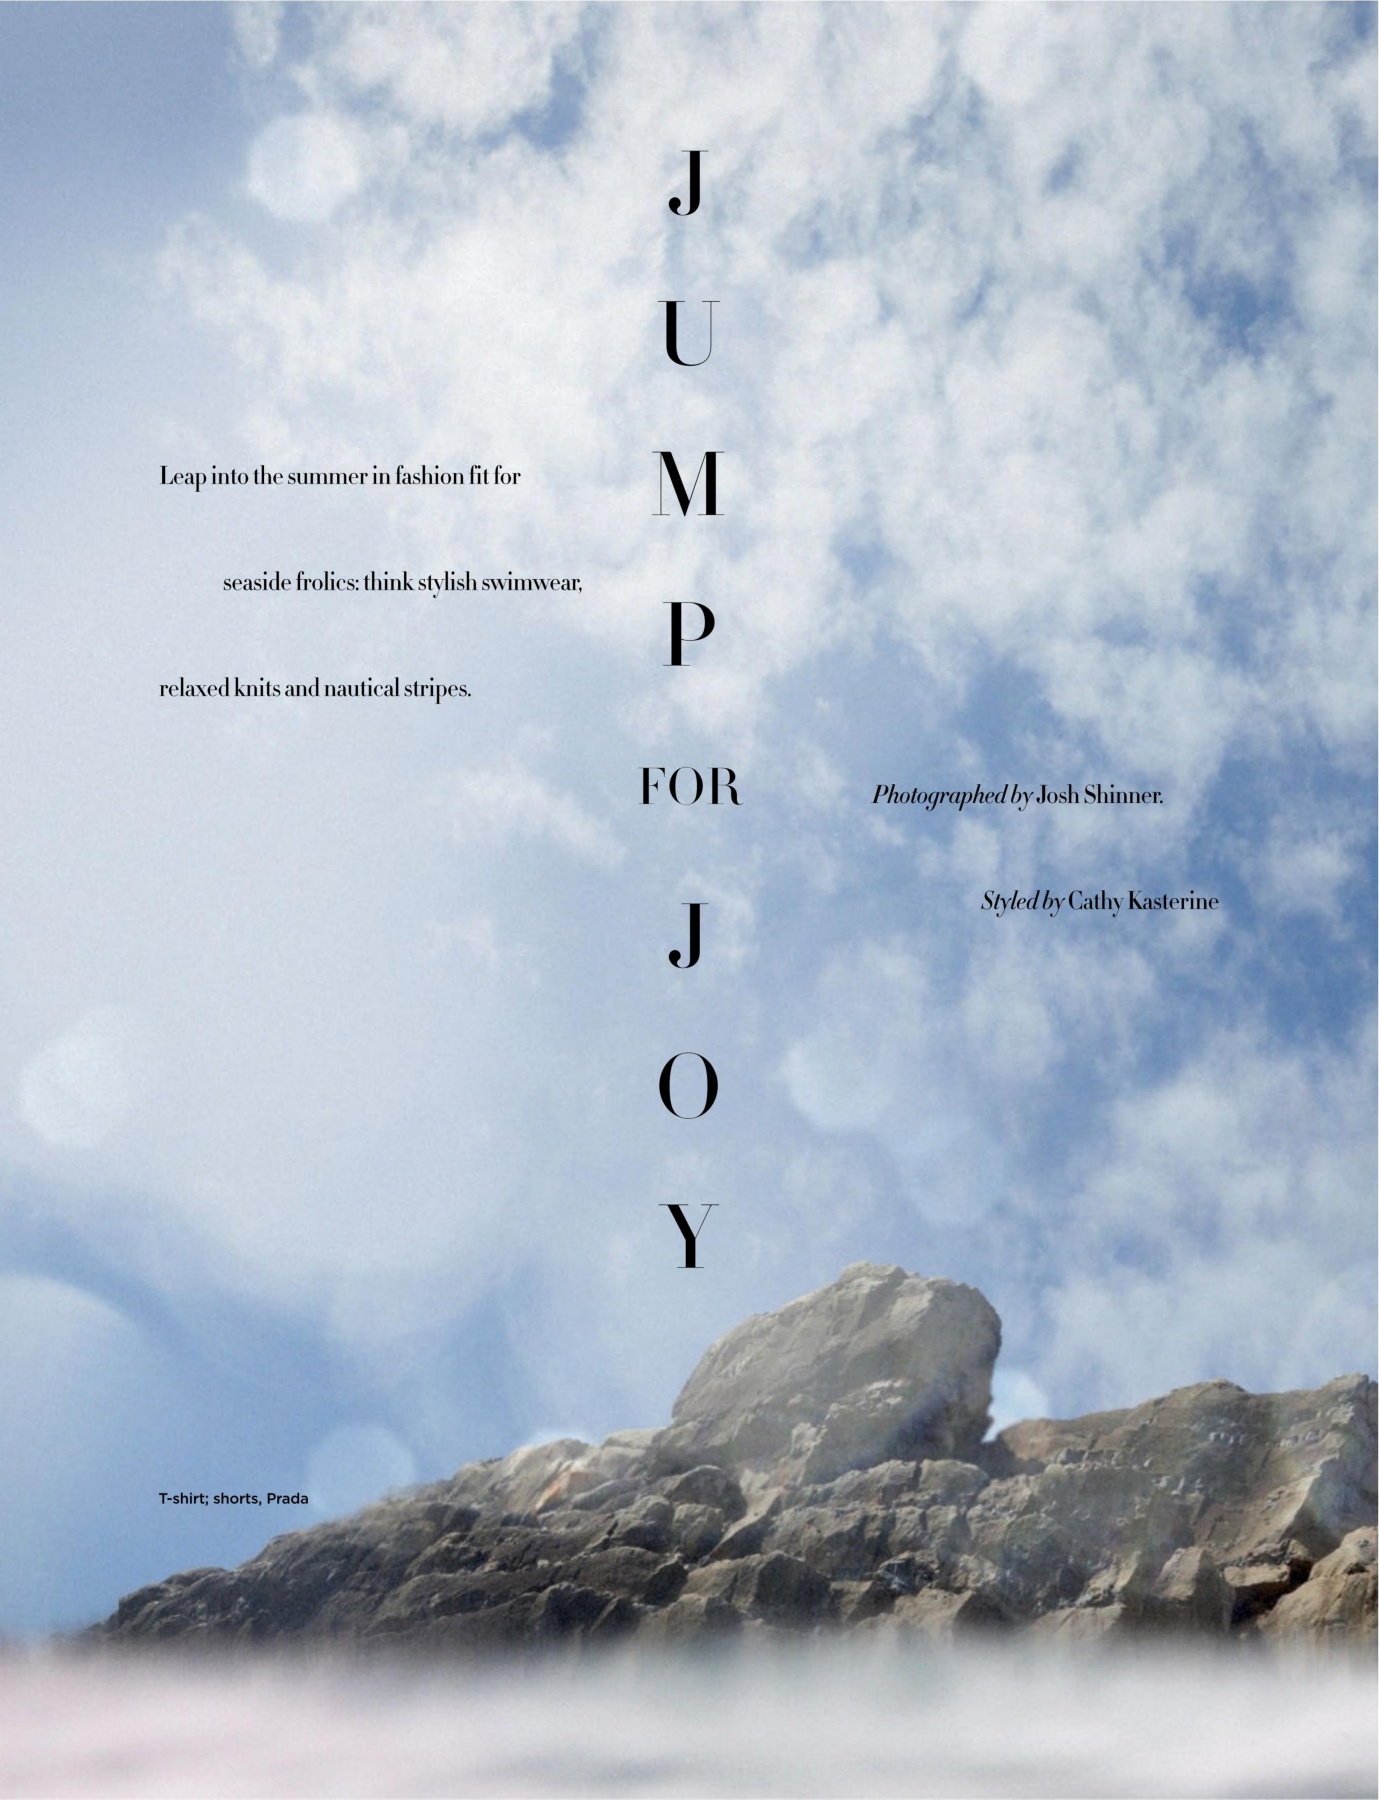 J
U
M
P
FOR
J
O
Y
Leap into the summer in fashion fit for
seaside frolics: think stylish swimwear,
relaxed knits and nautical stripes.
Photographed by Josh Shinner.
Styled by Cathy Kasterine
T-shirt; shorts, Prada